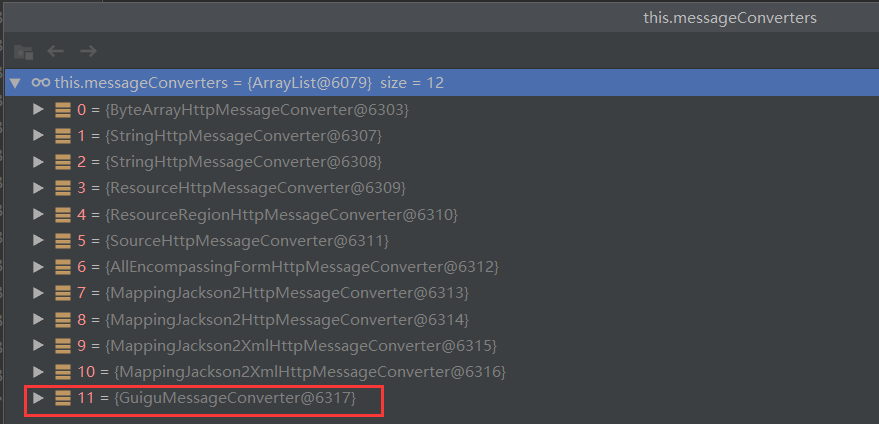 this.messageConverters
this.messageConverters = {ArrayList@6079} size = 12
0 = {ByteArrayHttpMessageConverter@6303}
1 = {StringHttpMessageConverter@6307}
2 = {StringHttpMessageConverter@6308}
3 = {ResourceHttpMessageConverter@6309}
4 = {ResourceRegionHttpMessageConverter@6310}
5 = {SourceHttpMessageConverter@6311}
6 = {AllEncompassingFormHttpMessageConverter@6312}
7 = {MappingJackson2HttpMessageConverter@6313}
8 = {MappingJackson2HttpMessageConverter@6314}
9 = {MappingJackson2XmlHttpMessageConverter@6315}
10 = {MappingJackson2XmlHttpMessageConverter@6316}
11 = {GuiguMessageConverter@6317}